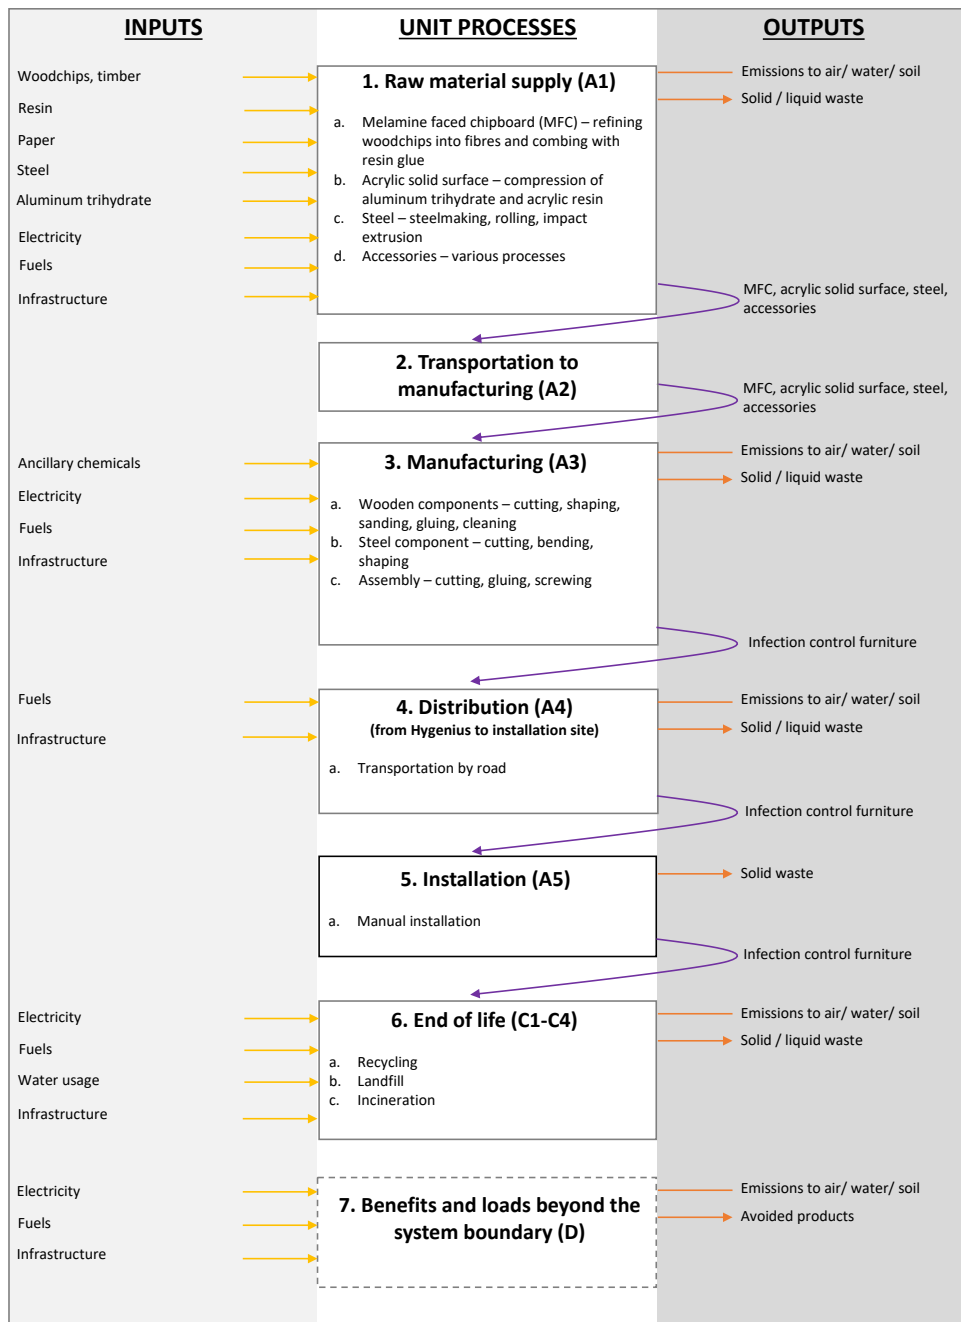 INPUTS
UNIT PROCESSES
OUTPUTS
Woodchips, timber
Resin
Paper
Steel
Aluminum trihydrate
Electricity
Fuels
Infrastructure
1. Raw material supply (A1)
a. Melamine faced chipboard (MFC) – refining
woodchips into fibres and combing with
resin glue
b. Acrylic solid surface – compression of
aluminum trihydrate and acrylic resin
c. Steel – steelmaking, rolling, impact
extrusion
d. Accessories – various processes
Emissions to air/ water/ soil
Solid / liquid waste
MFC, acrylic solid surface, steel,
accessories
2. Transportation to
manufacturing (A2)
MFC, acrylic solid surface, steel,
accessories
Ancillary chemicals
Electricity
Fuels
Infrastructure
3. Manufacturing (A3)
a. Wooden components – cutting, shaping,
sanding, gluing, cleaning
b. Steel component – cutting, bending,
shaping
c. Assembly – cutting, gluing, screwing
Emissions to air/ water/ soil
Solid / liquid waste
Infection control furniture
Fuels
Infrastructure
4. Distribution (A4)
(from Hygenius to installation site)
a. Transportation by road
Emissions to air/ water/ soil
Solid / liquid waste
Infection control furniture
5. Installation (A5)
a. Manual installation
Solid waste
Infection control furniture
Electricity
Fuels
Water usage
Infrastructure
6. End of life (C1-C4)
a. Recycling
b. Landfill
c. Incineration
Emissions to air/ water/ soil
Solid / liquid waste
Electricity
Fuels
Infrastructure
7. Benefits and loads beyond the
system boundary (D)
Emissions to air/ water/ soil
Avoided products